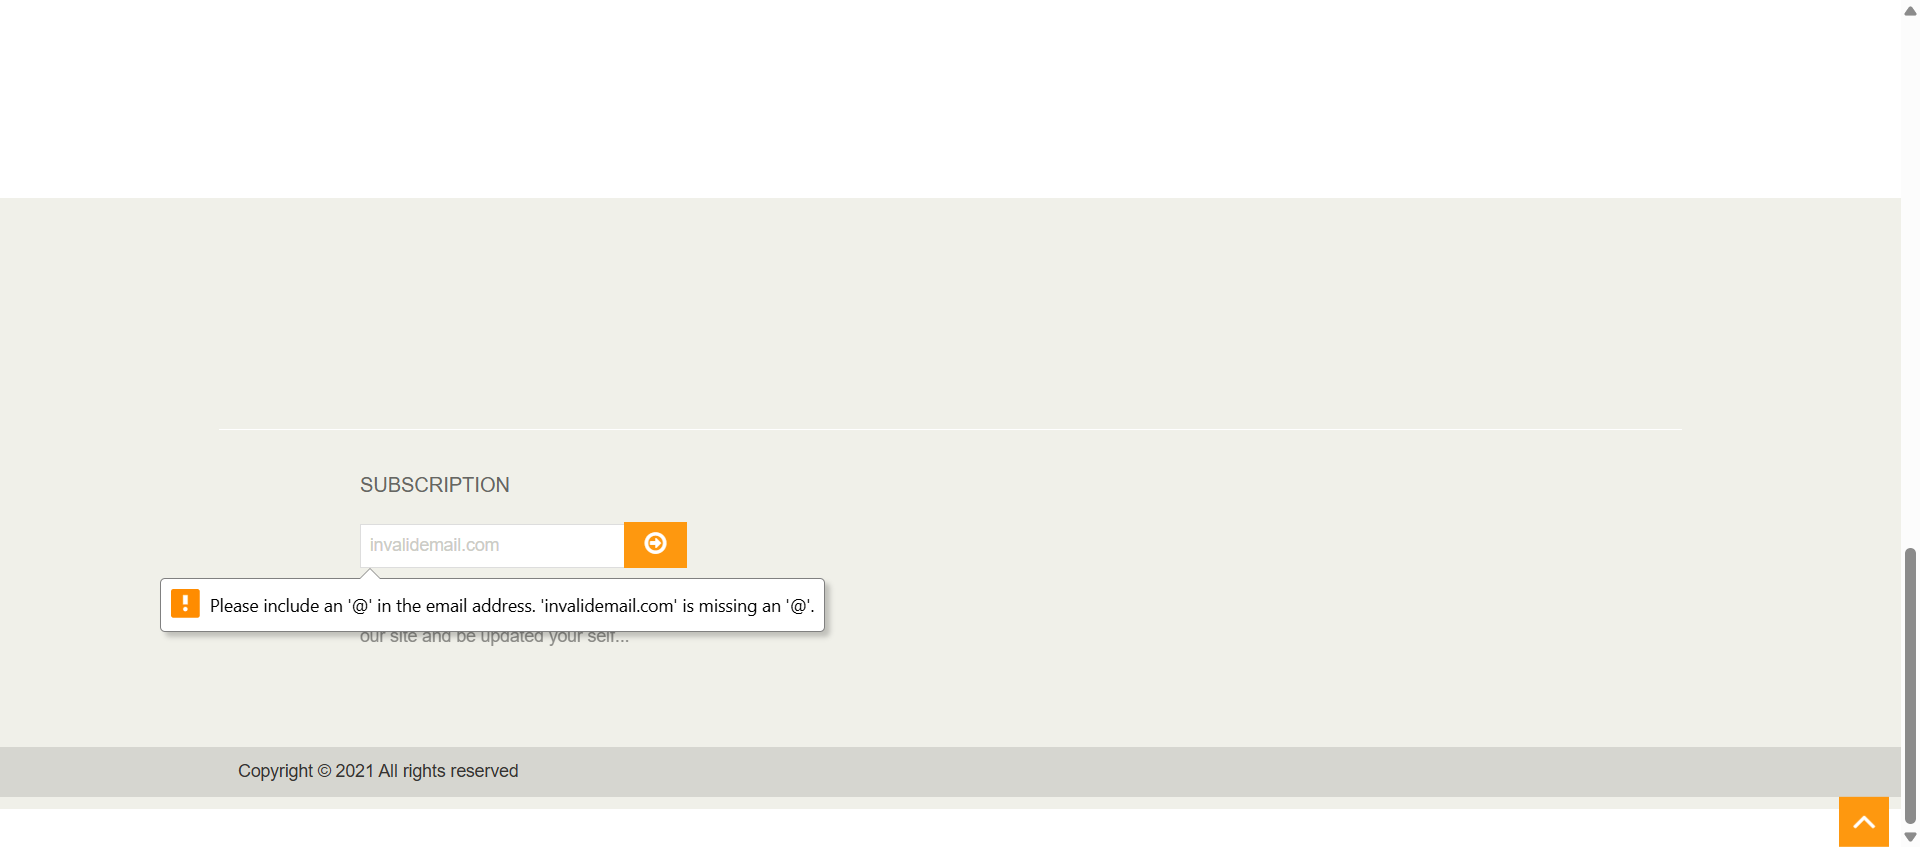 SUBSCRIPTION
invalidemail.com
Please include an '@' in the email address. 'invalidemail.com' is missing an '@'.
our site and be updated your self...
Copyright © 2021 All rights reserved